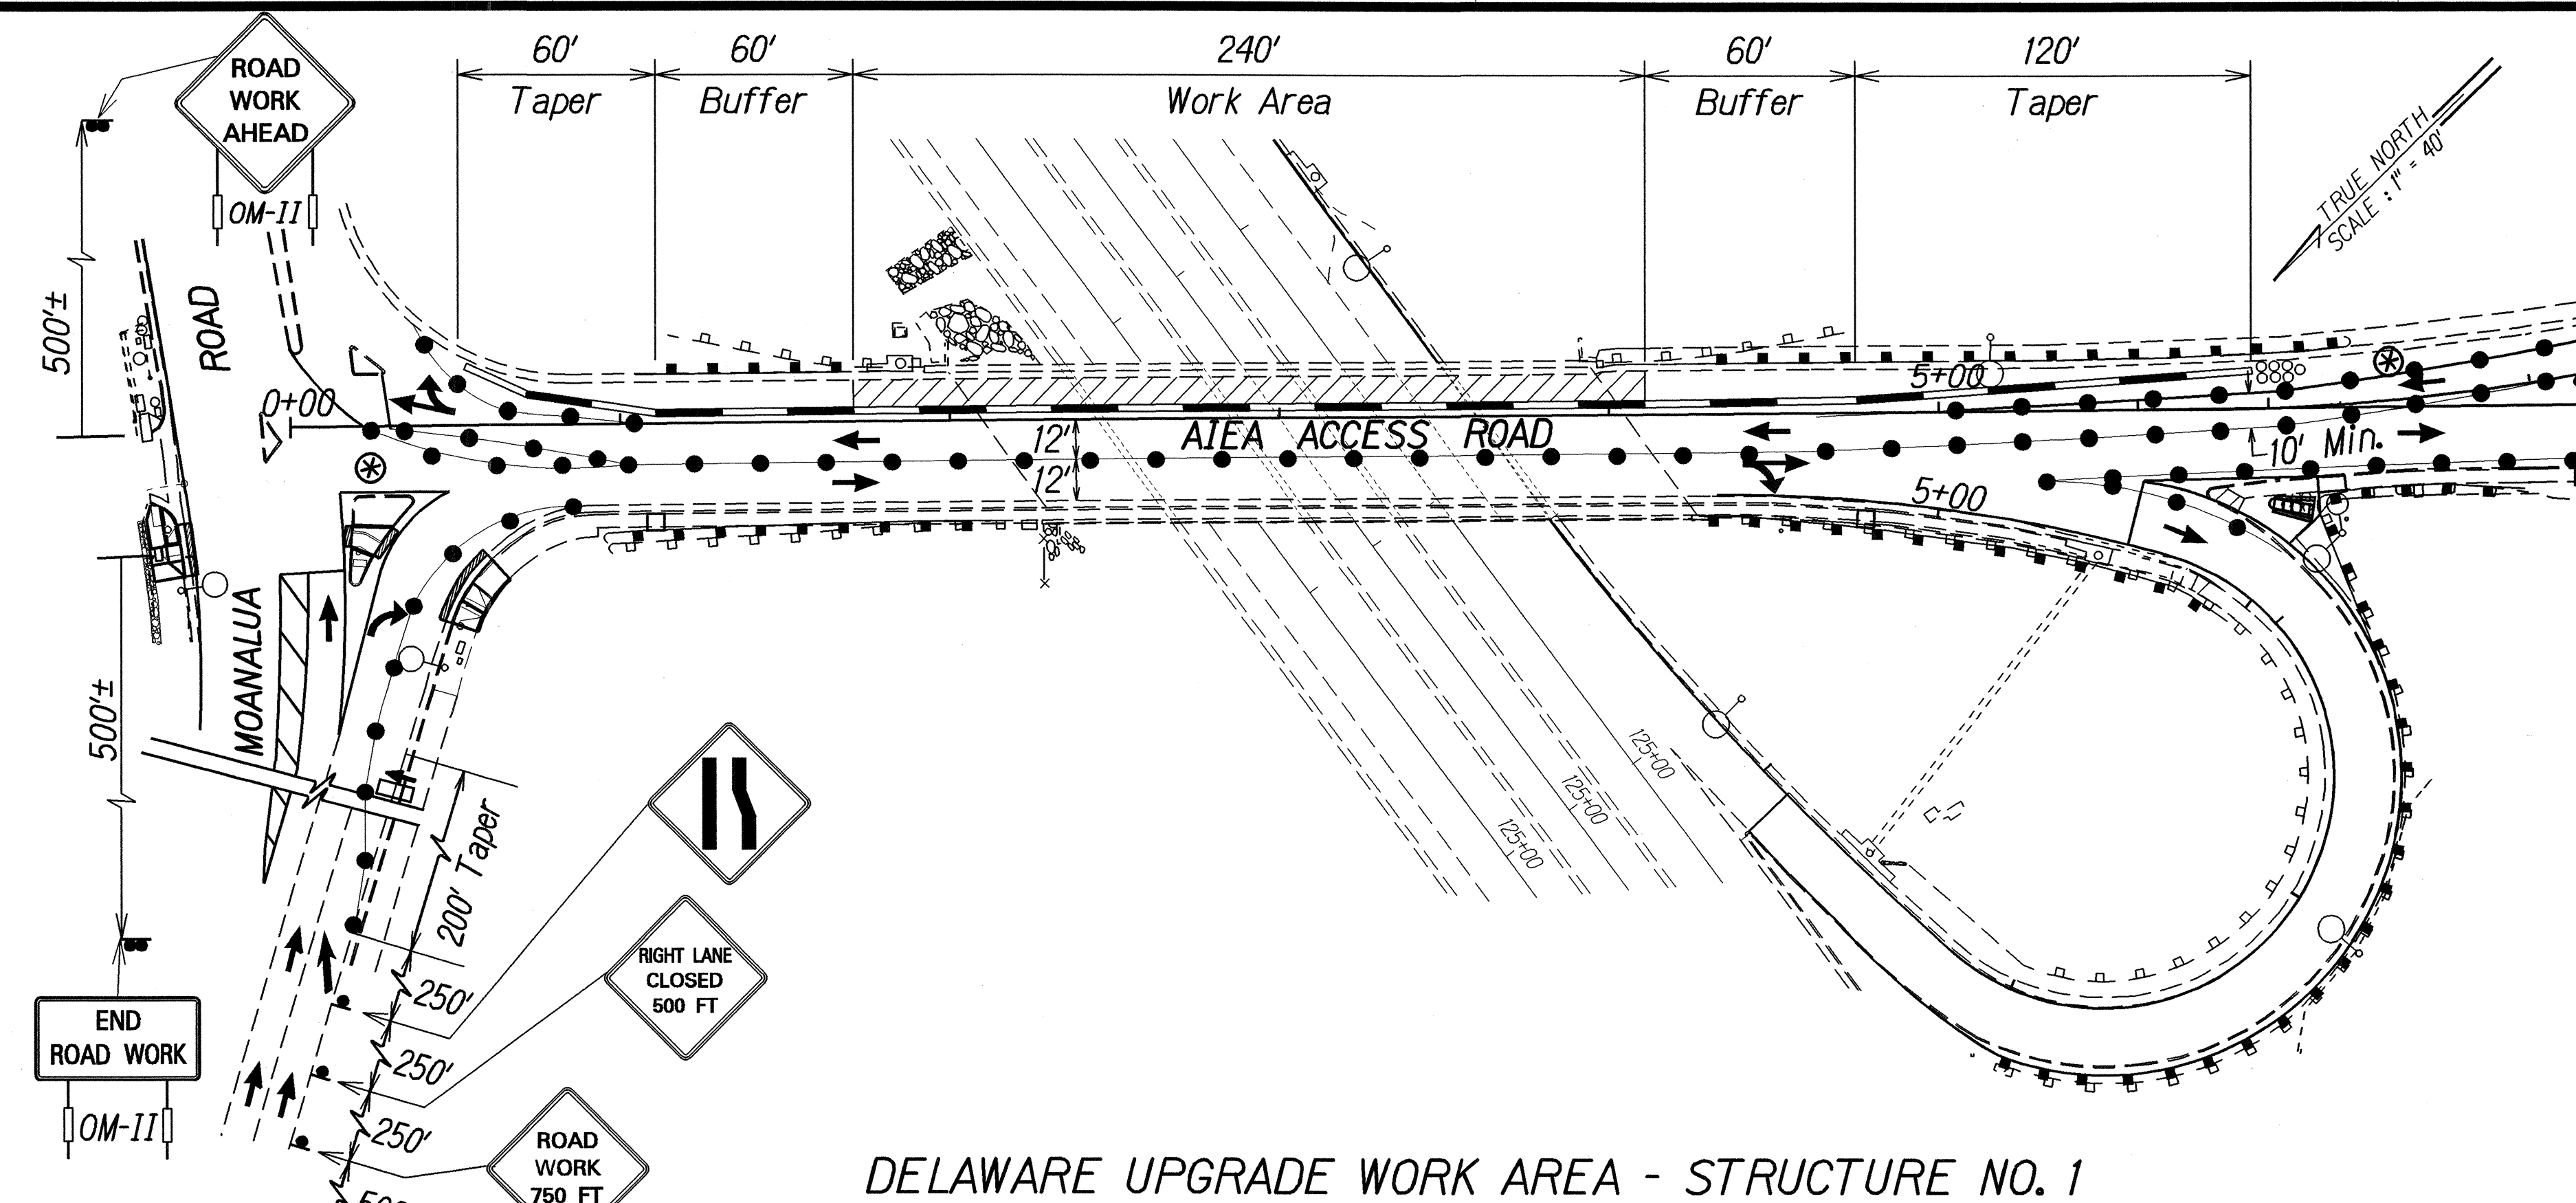 60'
60'
240'
60'
120'
Taper
Buffer
Work Area
Buffer
Taper
ROAD
WORK
AHEAD
OM-II
TRUE NORTH
SCALE : 1" = 40'
500'±
ROAD
0+00
5+00
12'
AIEA ACCESS ROAD
10' Min.
12'
5+00
MOANALUA
500'±
200' Taper
125+00
125+00
125+00
RIGHT LANE
CLOSED
500 FT
250'
250'
250'
END
ROAD WORK
OM-II
ROAD
WORK
750 FT
DELAWARE UPGRADE WORK AREA - STRUCTURE NO. 1